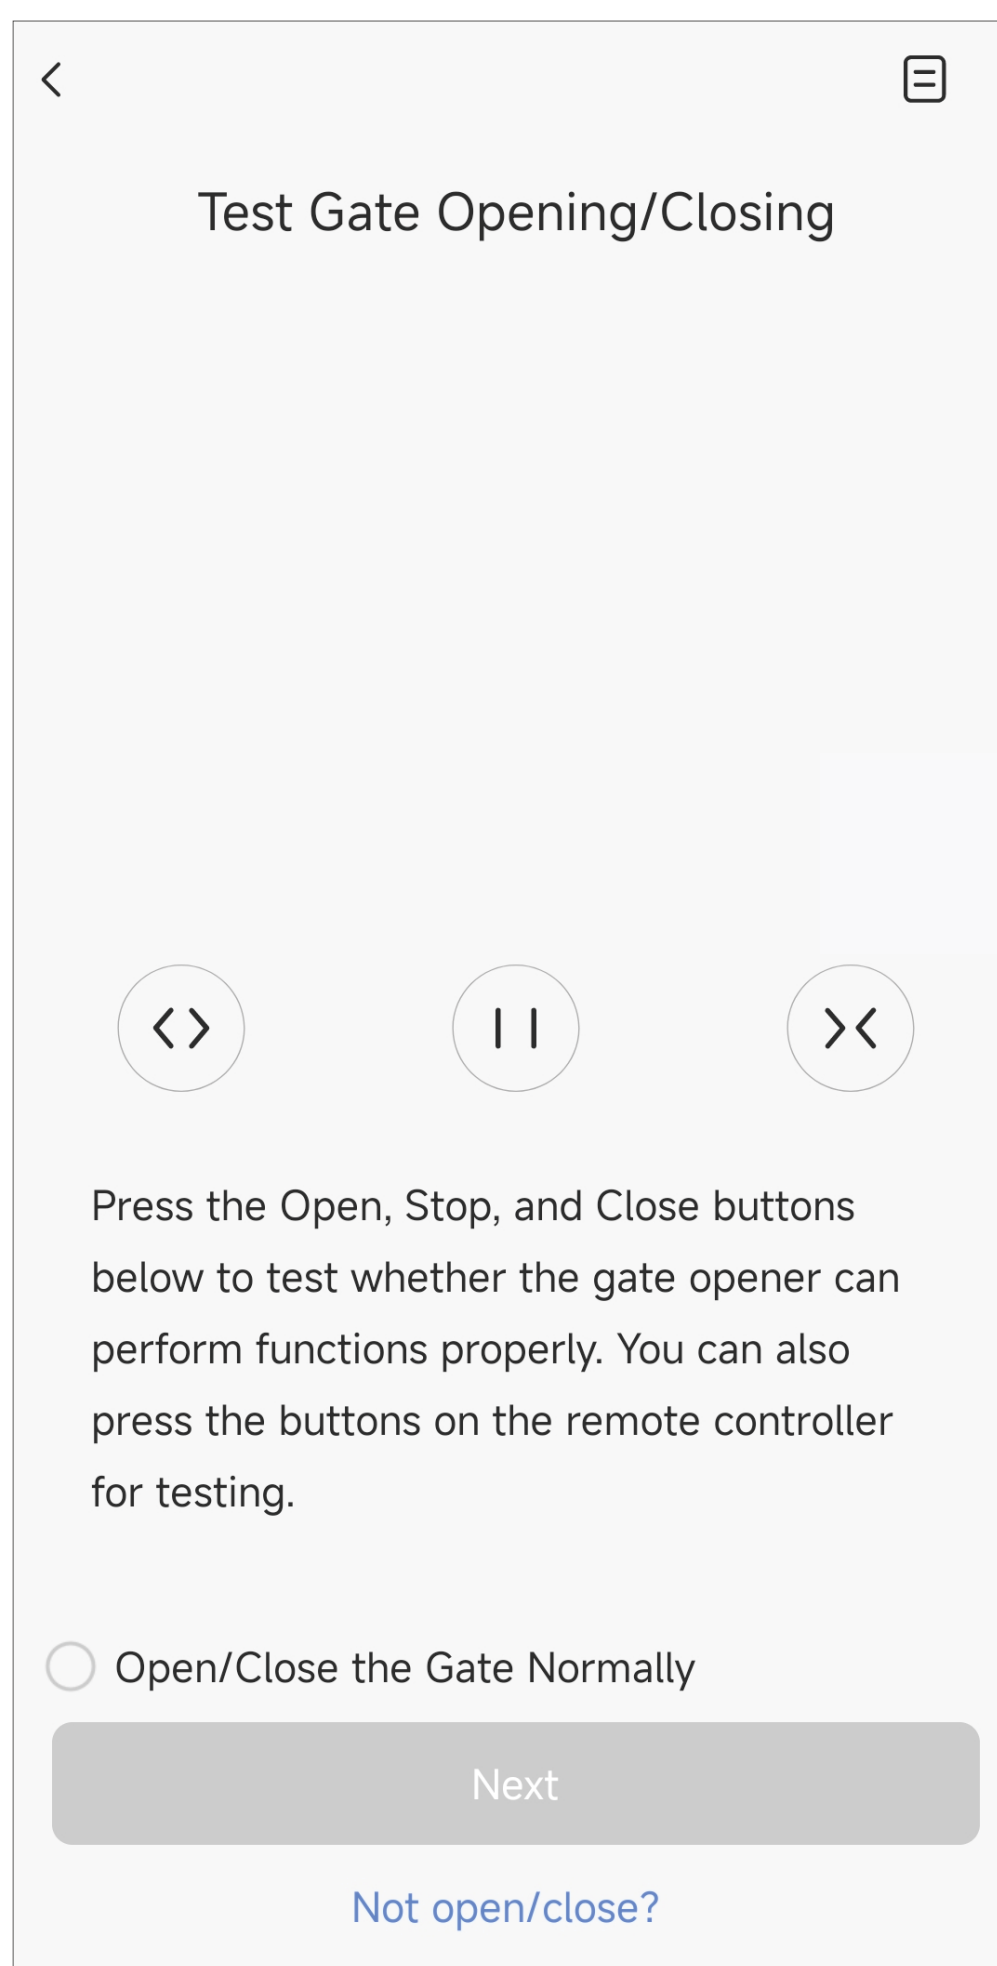 Test Gate Opening/Closing
Press the Open, Stop, and Close buttons
below to test whether the gate opener can
perform functions properly. You can also
press the buttons on the remote controller
for testing.
Open/Close the Gate Normally
Next
Not open/close?